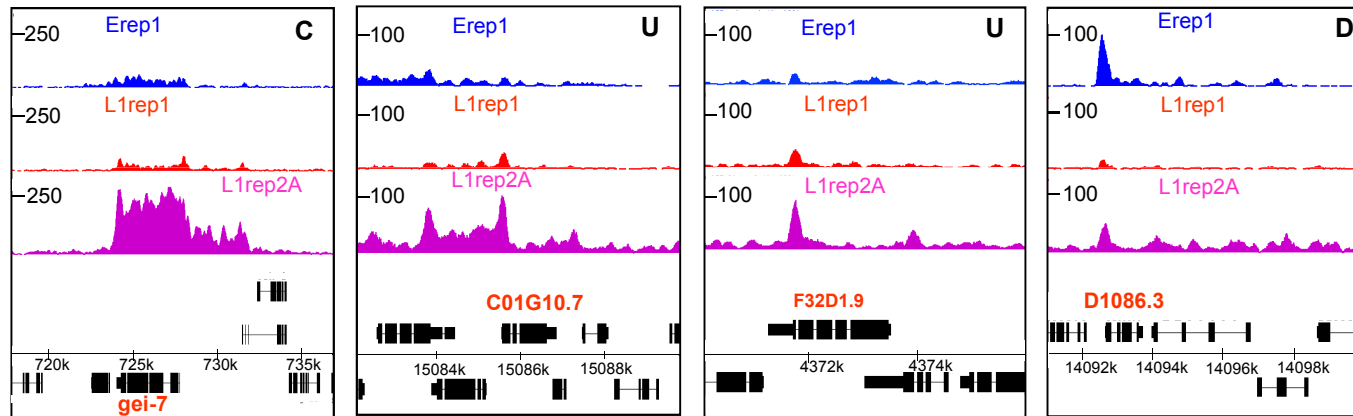 Erep1
C
250
L1rep1
250
L1rep2A
250
720k 725k 730k 735k
gei-7
Erep1
U
100
L1rep1
100
L1rep2A
100
C01G10.7
15084k 15086k 15088k
Erep1
U
100
L1rep1
100
L1rep2A
100
F32D1.9
4372k 4374k
Erep1
D
100
L1rep1
100
L1rep2A
100
D1086.3
14092k 14094k 14096k 14098k